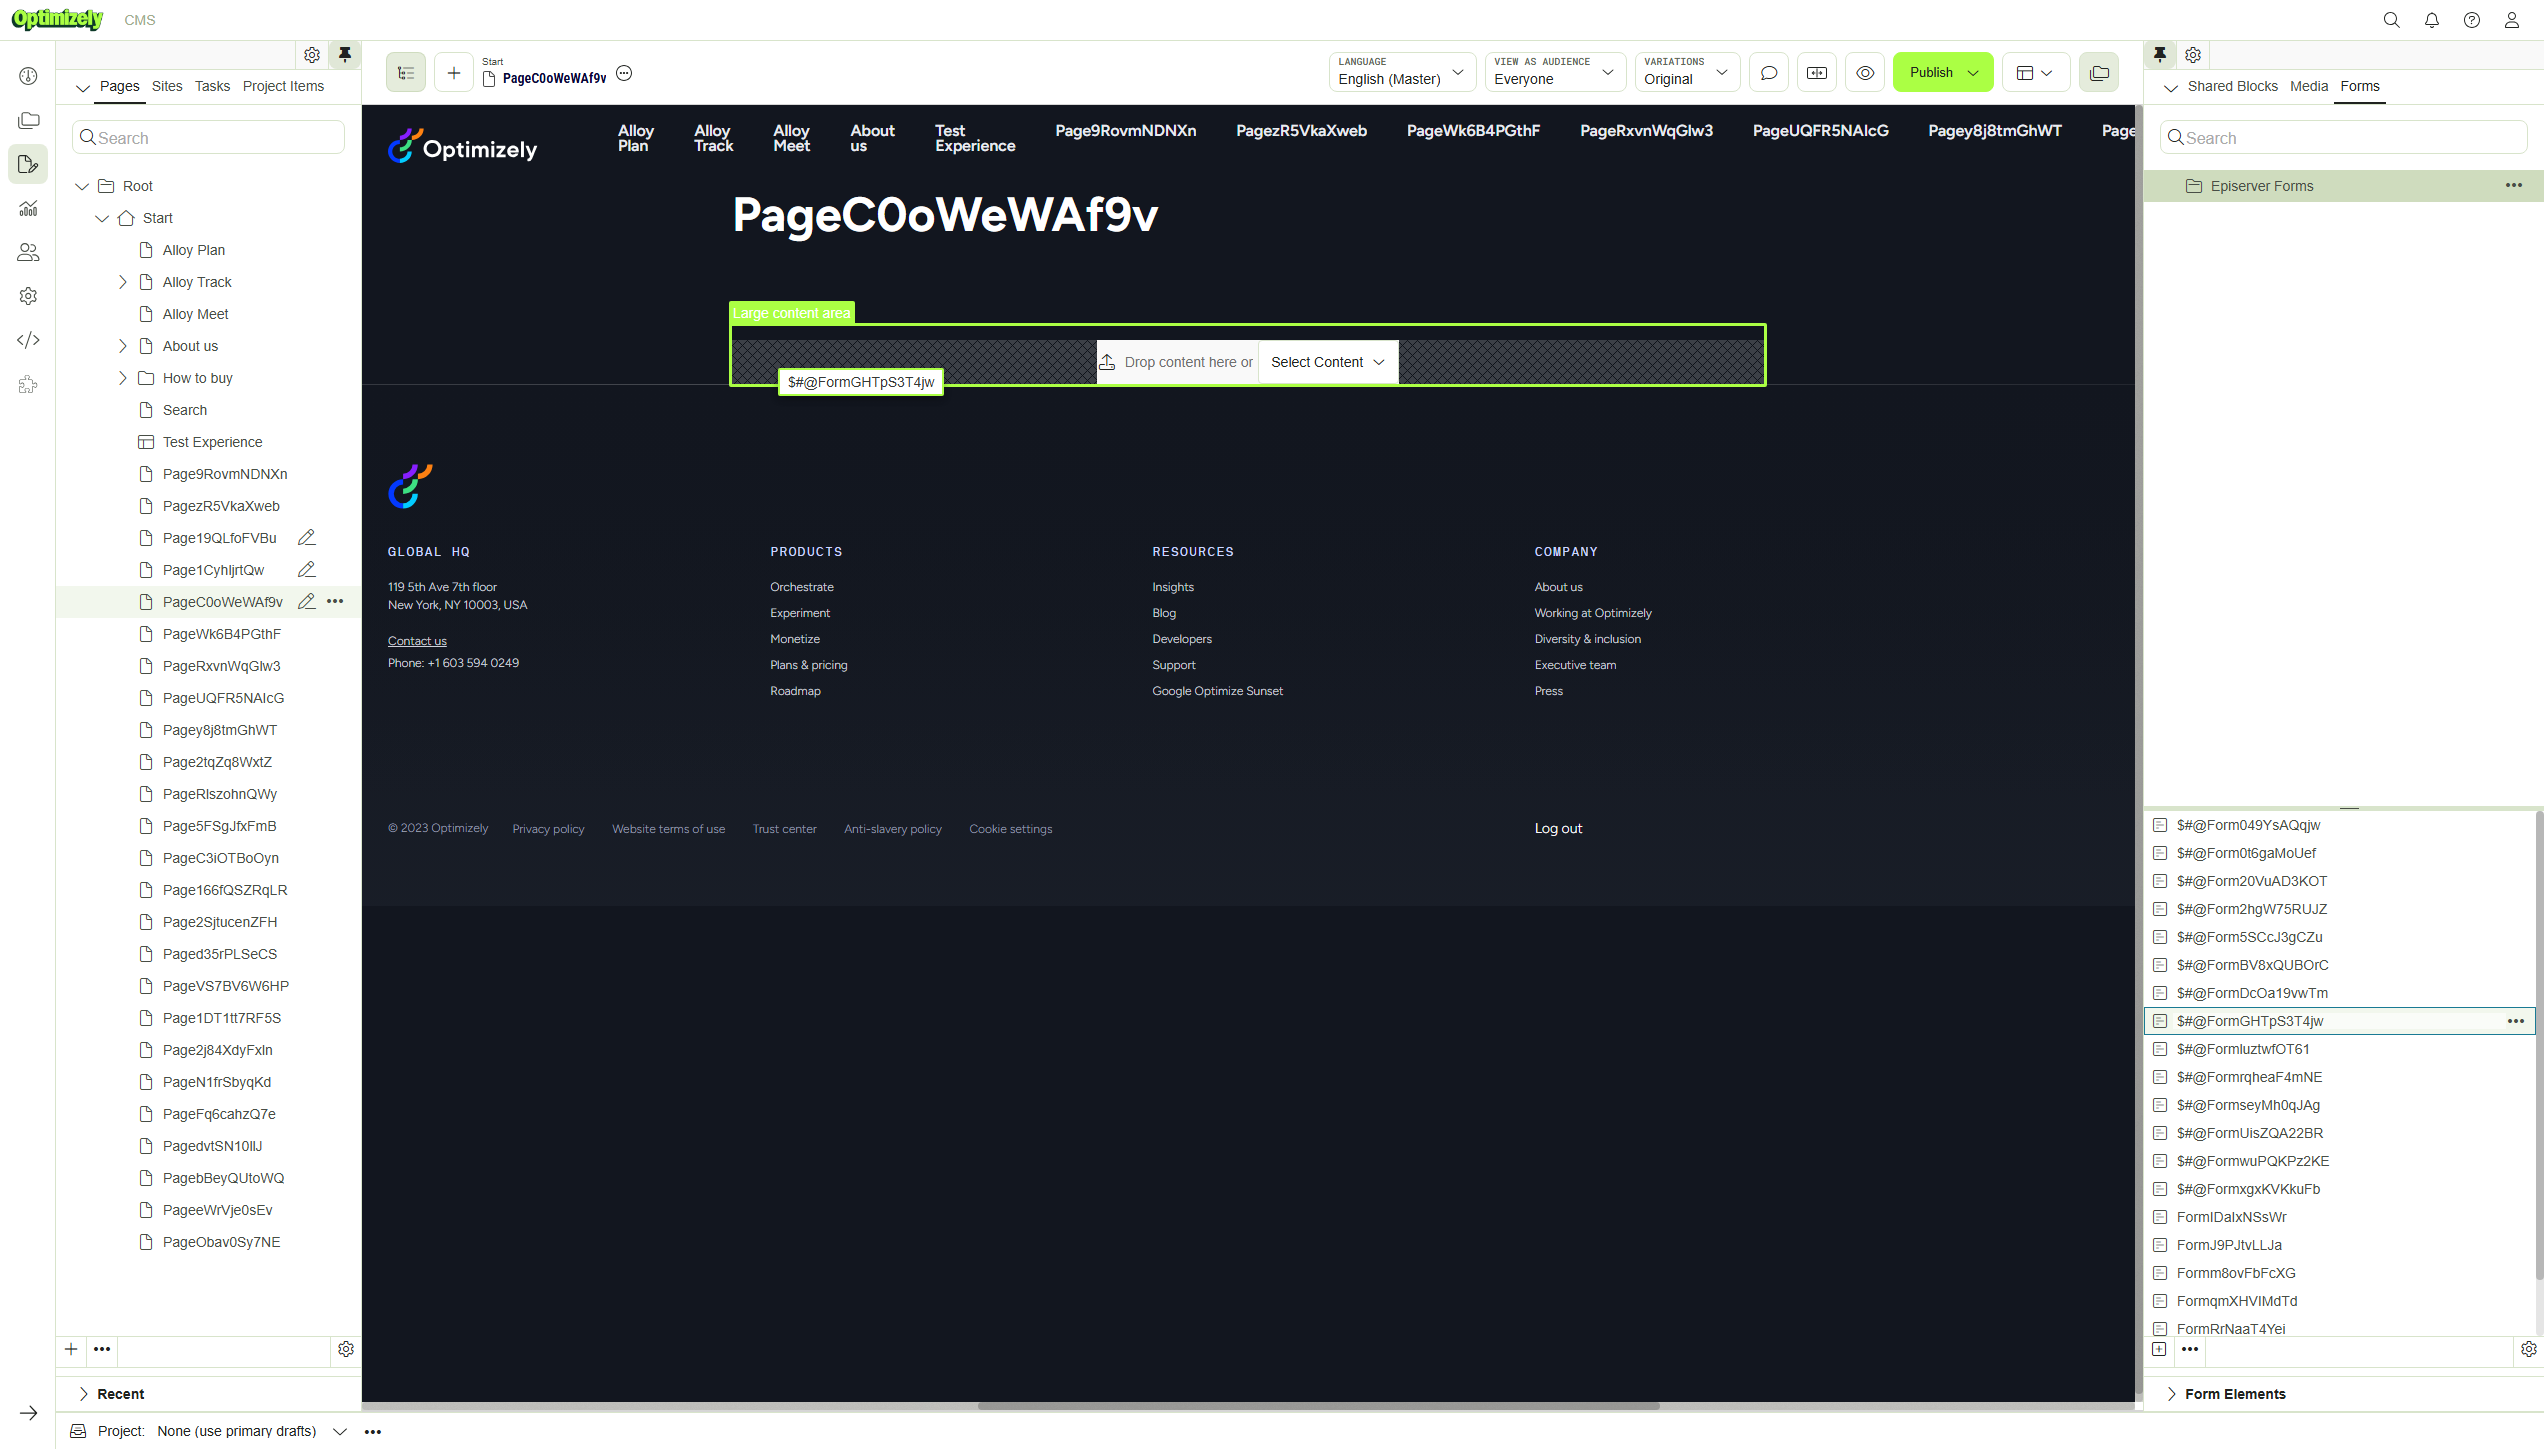 Optimizely CMS
Pages Sites Tasks Project Items
Search
Root
Start
Alloy Plan
Alloy Track
Alloy Meet
About us
How to buy
Search
Test Experience
Page9RovmNDNXn
PagezR5VkaXweb
Page19QLfoFVBu
Page1CyhIjrtQw
PageC0oWeWAf9v
PageWk6B4PGthF
PageRxvnWqGlw3
PageUQFR5NAIcG
Pagey8j8tmGhWT
Page2tqZq8WxtZ
PageRlszohnQWy
Page5FSgJfxFmB
PageC3iOTBoOyn
Page166fQSZRqLR
Page2SjtucenZFH
Paged35rPLSeCS
PageVS7BV6W6HP
Page1DT1tt7RF5S
Page2j84XdyFxln
PageN1frSbyqKd
PageFq6cahzQ7e
PagedvtSN10llJ
PagebBeyQUtoWQ
PageeWrVje0sEv
PageObav0Sy7NE
Recent
Project: None (use primary drafts)
Start
PageC0oWeWAf9v
LANGUAGE
English (Master)
VIEW AS AUDIENCE
Everyone
VARIATIONS
Original
Publish
Optimizely
Alloy Plan
Alloy Track
Alloy Meet
About us
Test Experience
Page9RovmNDNXn
PagezR5VkaXweb
PageWk6B4PGthF
PageRxvnWqGlw3
PageUQFR5NAIcG
Pagey8j8tmGhWT
Page
PageC0oWeWAf9v
Large content area
Drop content here or Select Content
$#@FormGHTpS3T4jw
GLOBAL HQ
119 5th Ave 7th floor
New York, NY 10003, USA
Contact us
Phone: +1 603 594 0249
PRODUCTS
Orchestrate
Experiment
Monetize
Plans & pricing
Roadmap
RESOURCES
Insights
Blog
Developers
Support
Google Optimize Sunset
COMPANY
About us
Working at Optimizely
Diversity & inclusion
Executive team
Press
© 2023 Optimizely Privacy policy Website terms of use Trust center Anti-slavery policy Cookie settings Log out
Shared Blocks Media Forms
Search
Episerver Forms
$#@Form049YsAQqjw
$#@Form0t6gaMoUef
$#@Form20VuAD3KOT
$#@Form2hgW75RUJZ
$#@Form5SCcJ3gCZu
$#@FormBV8xQUBOrC
$#@FormDcOa19vwTm
$#@FormGHTpS3T4jw
$#@FormIuztwfOT61
$#@FormrqheaF4mNE
$#@FormseyMh0qJAg
$#@FormUisZQA22BR
$#@FormwuPQKPz2KE
$#@FormxgxKVKkuFb
FormIDaIxNSsWr
FormJ9PJtvLLJa
Formm8ovFbFcXG
FormqmXHVIMdTd
FormRrNaaT4Yei
Form Elements